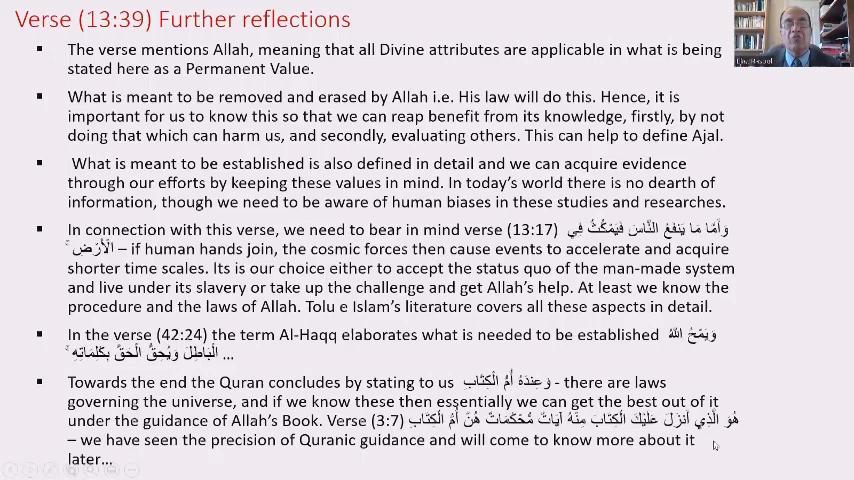 Verse (13:39) Further reflections
▪ The verse mentions Allah, meaning that all Divine attributes are applicable in what is being
stated here as a Permanent Value.
▪ What is meant to be removed and erased by Allah i.e. His law will do this. Hence, it is
important for us to know this so that we can reap benefit from its knowledge, firstly, by not
doing that which can harm us, and secondly, evaluating others. This can help to define Ajal.
▪ What is meant to be established is also defined in detail and we can acquire evidence
through our efforts by keeping these values in mind. In today's world there is no dearth of
information, though we need to be aware of human biases in these studies and researches.
▪ In connection with this verse, we need to bear in mind verse (13:17) وَأَمَّا مَا يَنفَعُ النَّاسَ فَيَمْكُثُ فِي
الْأَرْضِ ۚ – if human hands join, the cosmic forces then cause events to accelerate and acquire
shorter time scales. Its is our choice either to accept the status quo of the man-made system
and live under its slavery or take up the challenge and get Allah's help. At least we know the
procedure and the laws of Allah. Tolu e Islam's literature covers all these aspects in detail.
▪ In the verse (42:24) the term Al-Haqq elaborates what is needed to be established وَيَمْحُ اللَّهُ
الْبَاطِلَ وَيُحِقُّ الْحَقَّ بِكَلِمَاتِهِ ۚ ...
▪ Towards the end the Quran concludes by stating to us وَعِندَهُ أُمُّ الْكِتَابِ - there are laws
governing the universe, and if we know these then essentially we can get the best out of it
under the guidance of Allah's Book. Verse (3:7) هُوَ الَّذِي أَنزَلَ عَلَيْكَ الْكِتَابَ مِنْهُ آيَاتٌ مُّحْكَمَاتٌ هُنَّ أُمُّ الْكِتَابِ
– we have seen the precision of Quranic guidance and will come to know more about it
later...